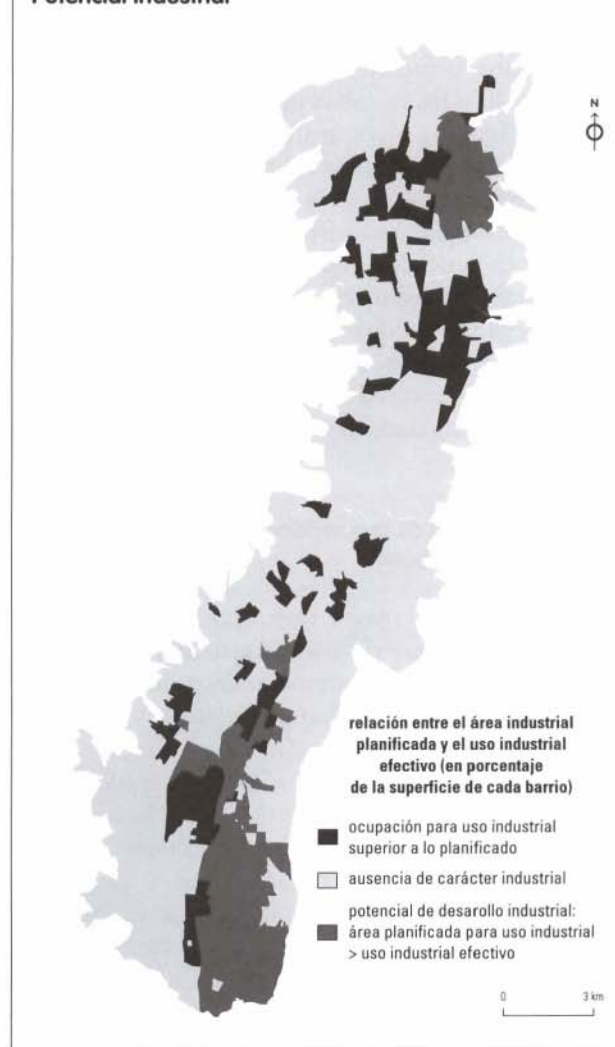 Potencial industrial
N
relación entre el área industrial
planificada y el uso industrial
efectivo (en porcentaje
de la superficie de cada barrio)
ocupación para uso industrial
superior a lo planificado
ausencia de carácter industrial
potencial de desarollo industrial:
área planificada para uso industrial
> uso industrial efectivo
0 3 km